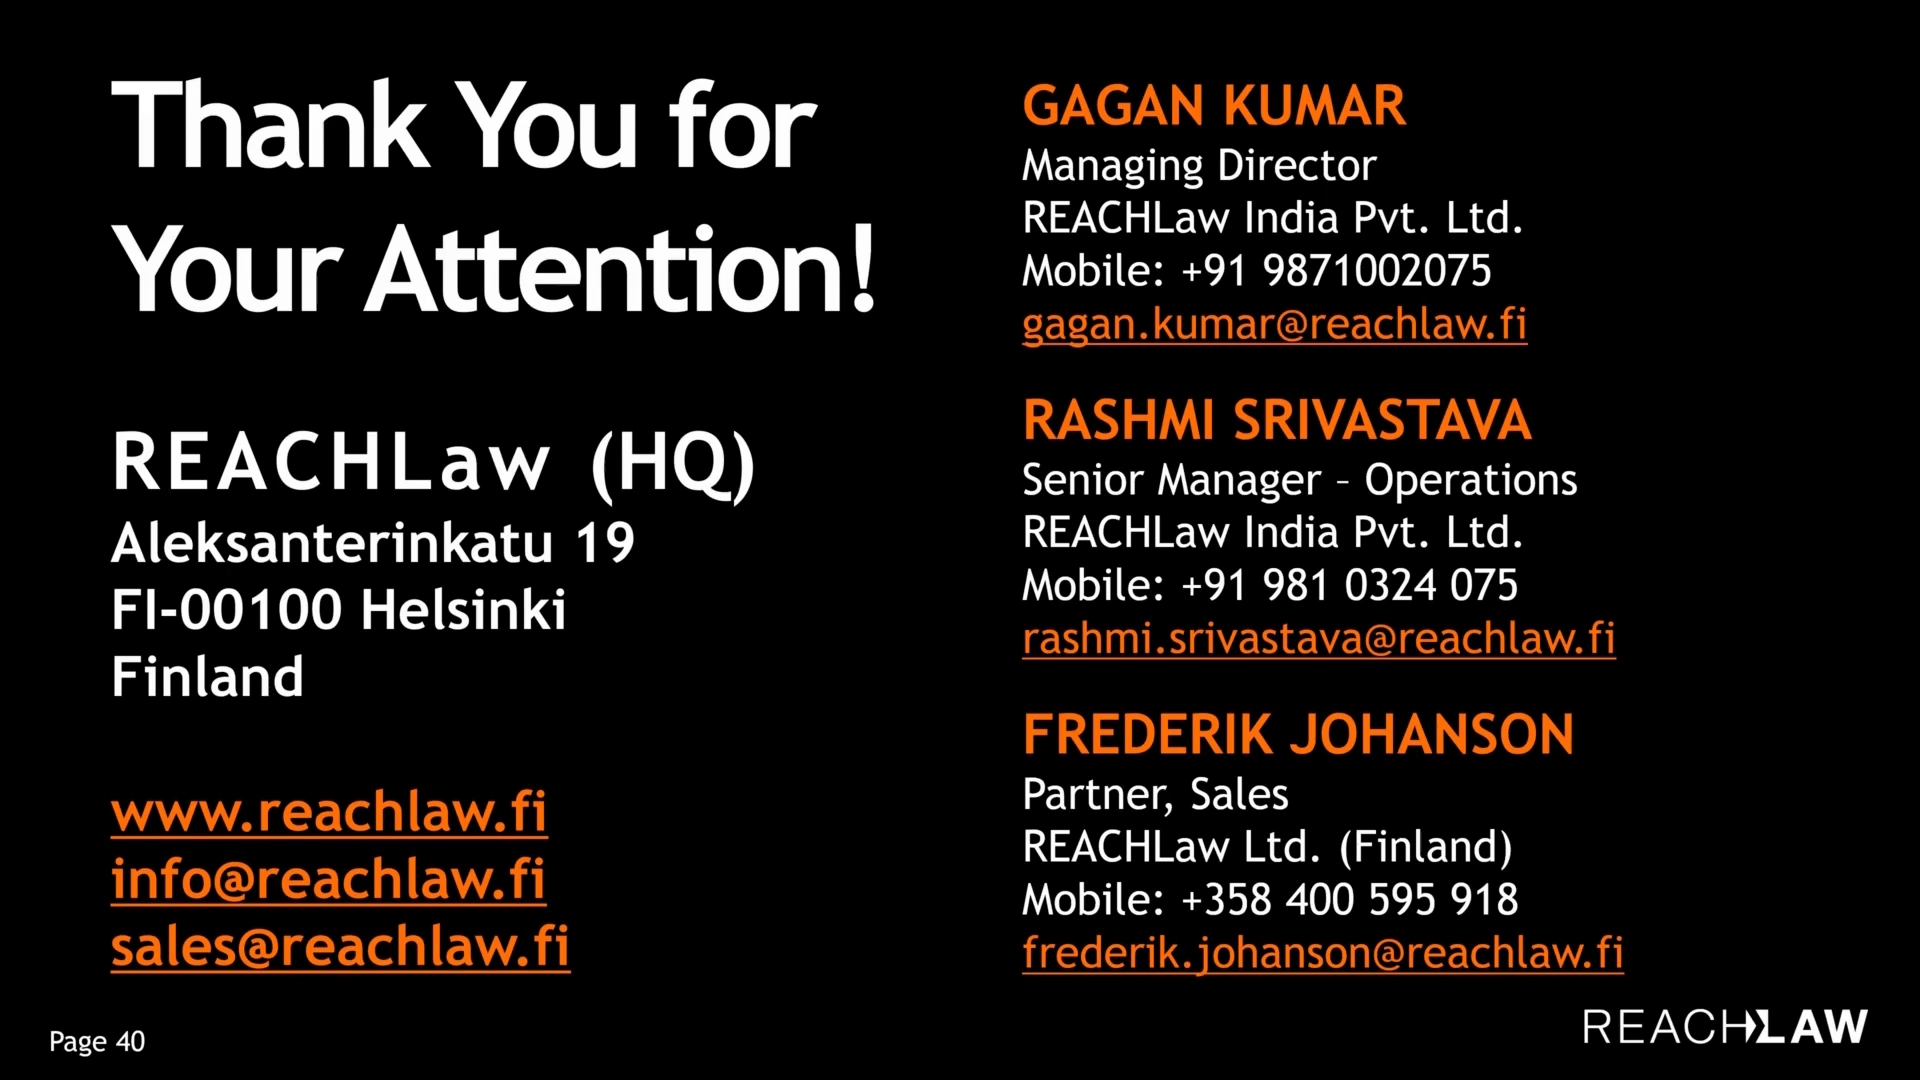 Thank You for
Your Attention!
REACHLaw (HQ)
Aleksanterinkatu 19
FI-00100 Helsinki
Finland
www.reachlaw.fi
info@reachlaw.fi
sales@reachlaw.fi
GAGAN KUMAR
Managing Director
REACHLaw India Pvt. Ltd.
Mobile: +91 9871002075
gagan.kumar@reachlaw.fi
RASHMI SRIVASTAVA
Senior Manager – Operations
REACHLaw India Pvt. Ltd.
Mobile: +91 981 0324 075
rashmi.srivastava@reachlaw.fi
FREDERIK JOHANSON
Partner, Sales
REACHLaw Ltd. (Finland)
Mobile: +358 400 595 918
frederik.johanson@reachlaw.fi
Page 40
REACHLAW